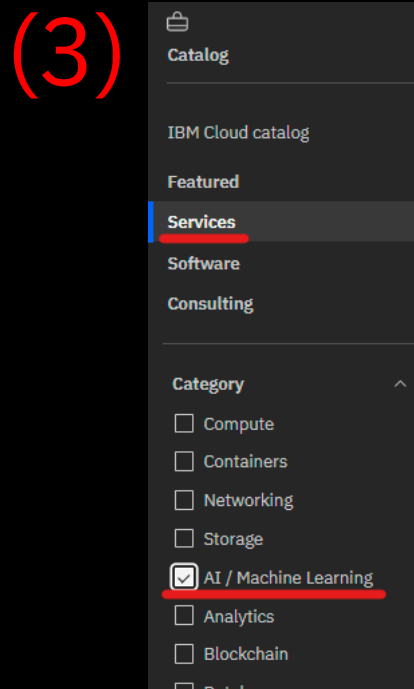 (3)
Catalog
IBM Cloud catalog
Featured
Services
Software
Consulting
Category
Compute
Containers
Networking
Storage
AI / Machine Learning
Analytics
Blockchain